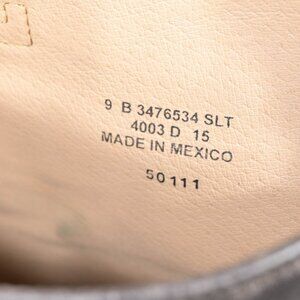 9 B 3476534 SLT
4003 D 15
MADE IN MEXICO
50111